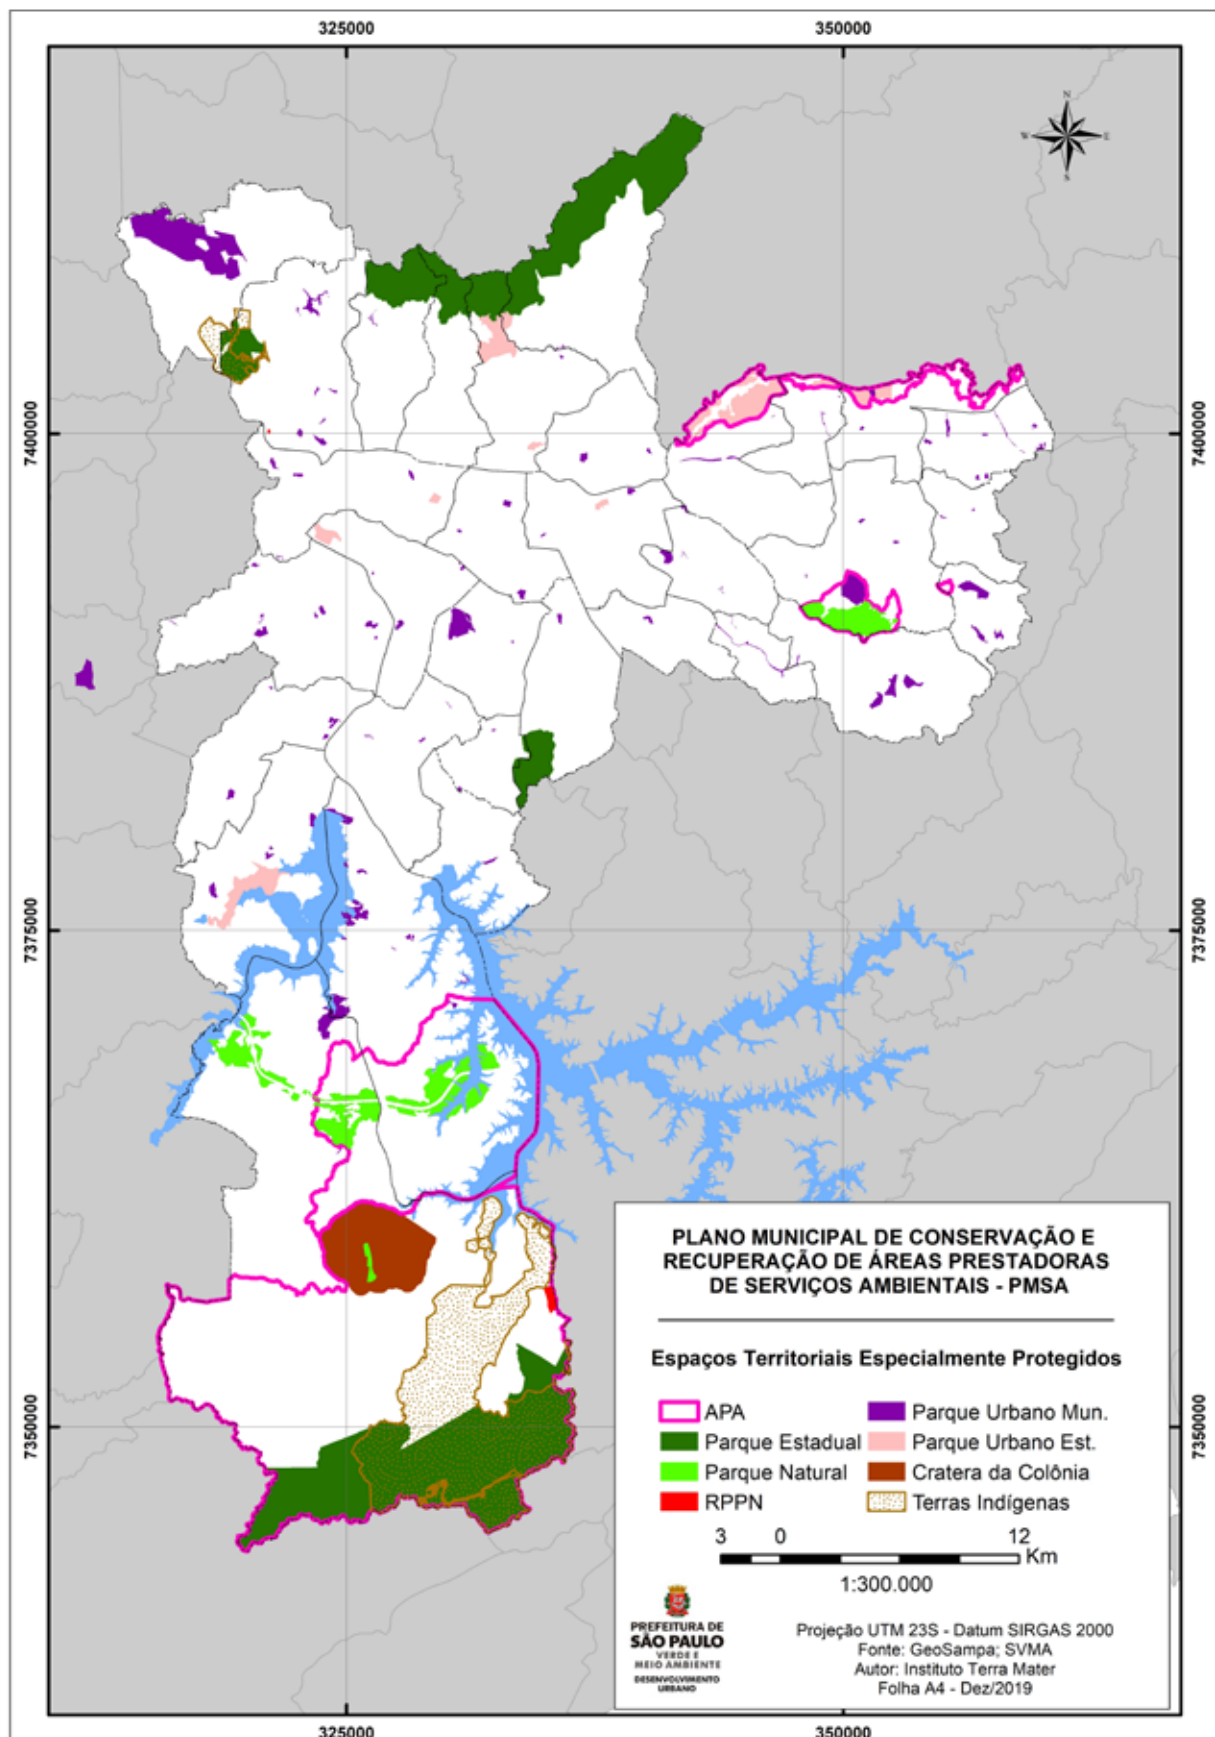 325000
350000
N
W
E
S
7400000
7400000
7375000
7375000
PLANO MUNICIPAL DE CONSERVAÇÃO E
RECUPERAÇÃO DE ÁREAS PRESTADORAS
DE SERVIÇOS AMBIENTAIS - PMSA
Espaços Territoriais Especialmente Protegidos
APA
Parque Urbano Mun.
Parque Estadual
Parque Urbano Est.
Parque Natural
Cratera da Colônia
RPPN
Terras Indígenas
7350000
7350000
3 0 12
Km
1:300.000
PREFEITURA DE
SÃO PAULO
VERDE E
MEIO AMBIENTE
DESENVOLVIMENTO
URBANO
Projeção UTM 23S - Datum SIRGAS 2000
Fonte: GeoSampa; SVMA
Autor: Instituto Terra Mater
Folha A4 - Dez/2019
325000
350000